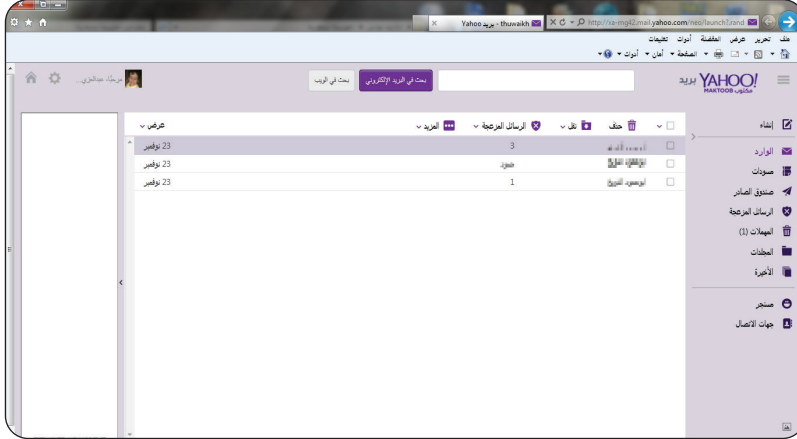 Yahoo بريد - thuwaikh
http://sa-mg42.mail.yahoo.com/neo/launch?.rand
ملف تحرير عرض المفضلة أدوات تعليمات
الصفحة أمان أدوات
YAHOO! بريد
مكتوب MAKTOOB
بحث في البريد الإلكتروني بحث في الويب
إنشاء
حذف نقل الرسائل المزعجة المزيد عرض
الوارد
3 23 نوفمبر
مسودات
23 نوفمبر
صندوق الصادر
1 23 نوفمبر
الرسائل المزعجة
المهملات (1)
المجلدات
الأخيرة
مسنجر
جهات الاتصال